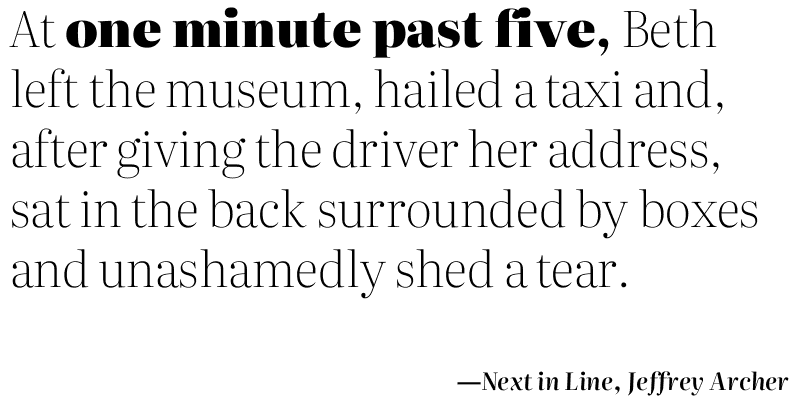 At one minute past five, Beth
left the museum, hailed a taxi and,
after giving the driver her address,
sat in the back surrounded by boxes
and unashamedly shed a tear.
—Next in Line, Jeffrey Archer